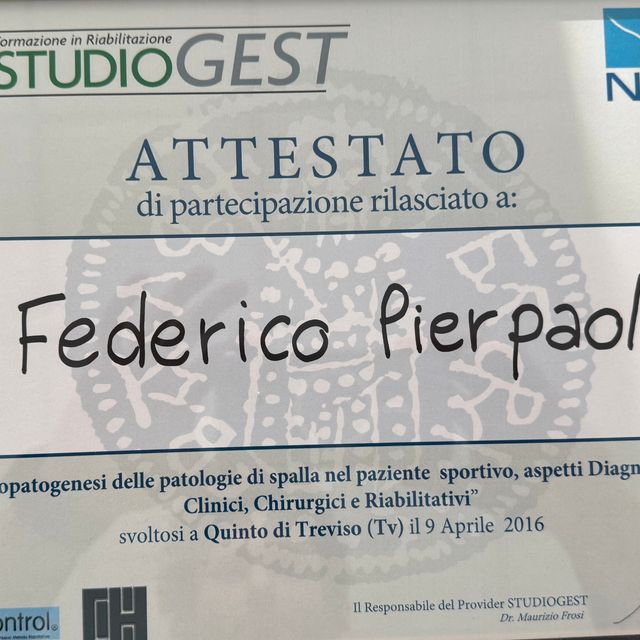 ormazione in Riabilitazione
STUDIOGEST
N
ATTESTATO
di partecipazione rilasciato a:
Federico Pierpaol
opatogenesi delle patologie di spalla nel paziente sportivo, aspetti Diagn
Clinici, Chirurgici e Riabilitativi"
svoltosi a Quinto di Treviso (Tv) il 9 Aprile 2016
Il Responsabile del Provider STUDIOGEST
Dr. Maurizio Frosi
ontrol®